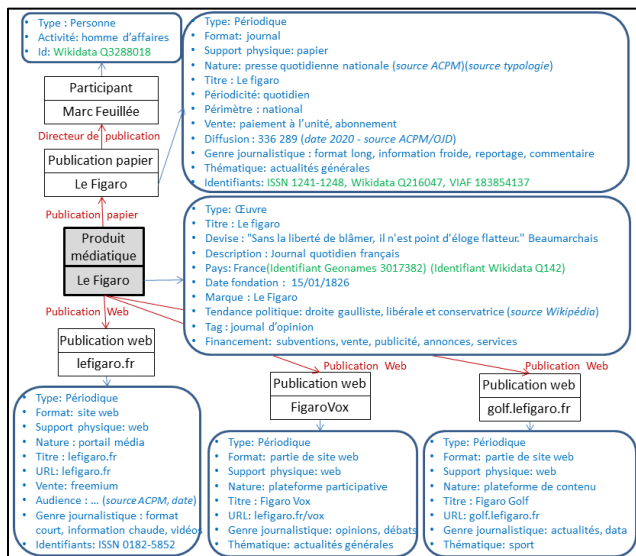 Type : Personne
Activité: homme d'affaires
Id: Wikidata Q3288018
Participant
Marc Feuillée
Directeur de publication
Publication papier
Le Figaro
Publication papier
Produit
médiatique
Le Figaro
Publication Web
Type: Périodique
Format: journal
Support physique: papier
Nature: presse quotidienne nationale (source ACPM)(source typologie)
Titre : Le figaro
Périodicité: quotidien
Périmètre : national
Vente: paiement à l'unité, abonnement
Diffusion : 336 289 (date 2020 - source ACPM/OJD)
Genre journalistique : format long, information froide, reportage, commentaire
Thématique: actualités générales
Identifiants: ISSN 1241-1248, Wikidata Q216047, VIAF 183854137
Type: Œuvre
Titre : Le figaro
Devise : "Sans la liberté de blâmer, il n'est point d'éloge flatteur." Beaumarchais
Description : Journal quotidien français
Pays: France(Identifiant Geonames 3017382) (Identifiant Wikidata Q142)
Date fondation : 15/01/1826
Marque : Le Figaro
Tendance politique: droite gaulliste, libérale et conservatrice (source Wikipédia)
Tag : journal d'opinion
Financement: subventions, vente, publicité, annonces, services
Publication web
lefigaro.fr
Publication Web
Publication web
FigaroVox
Publication Web
Publication web
golf.lefigaro.fr
Type: Périodique
Format: site web
Support physique: web
Nature : portail média
Titre : lefigaro.fr
URL: lefigaro.fr
Vente: freemium
Audience : ... (source ACPM, date)
Genre journalistique : format
court, information chaude, vidéos
Identifiants: ISSN 0182-5852
Type: Périodique
Format: partie de site web
Support physique: web
Nature: plateforme participative
Titre : Figaro Vox
URL: lefigaro.fr/vox
Genre journalistique: opinions, débats
Thématique: actualités générales
Type: Périodique
Format: partie de site web
Support physique: web
Nature: plateforme de contenu
Titre : Figaro Golf
URL: golf.lefigaro.fr
Genre journalistique: actualités, data
Thématique: sport